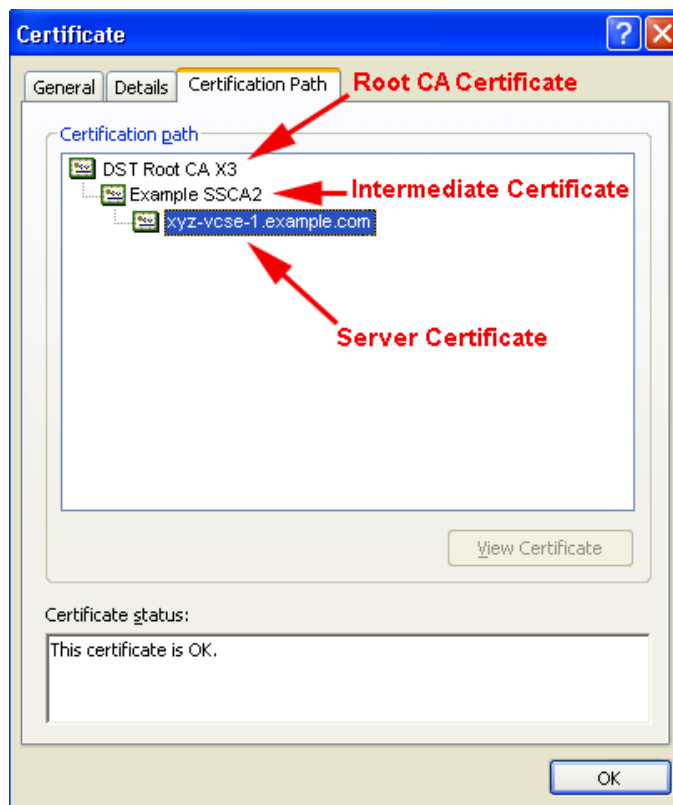 Certificate
General
Details
Certification Path
Root CA Certificate
Certification path
DST Root CA X3
Example SSCA2
Intermediate Certificate
xyz-vcse-1.example.com
Server Certificate
View Certificate
Certificate status:
This certificate is OK.
OK